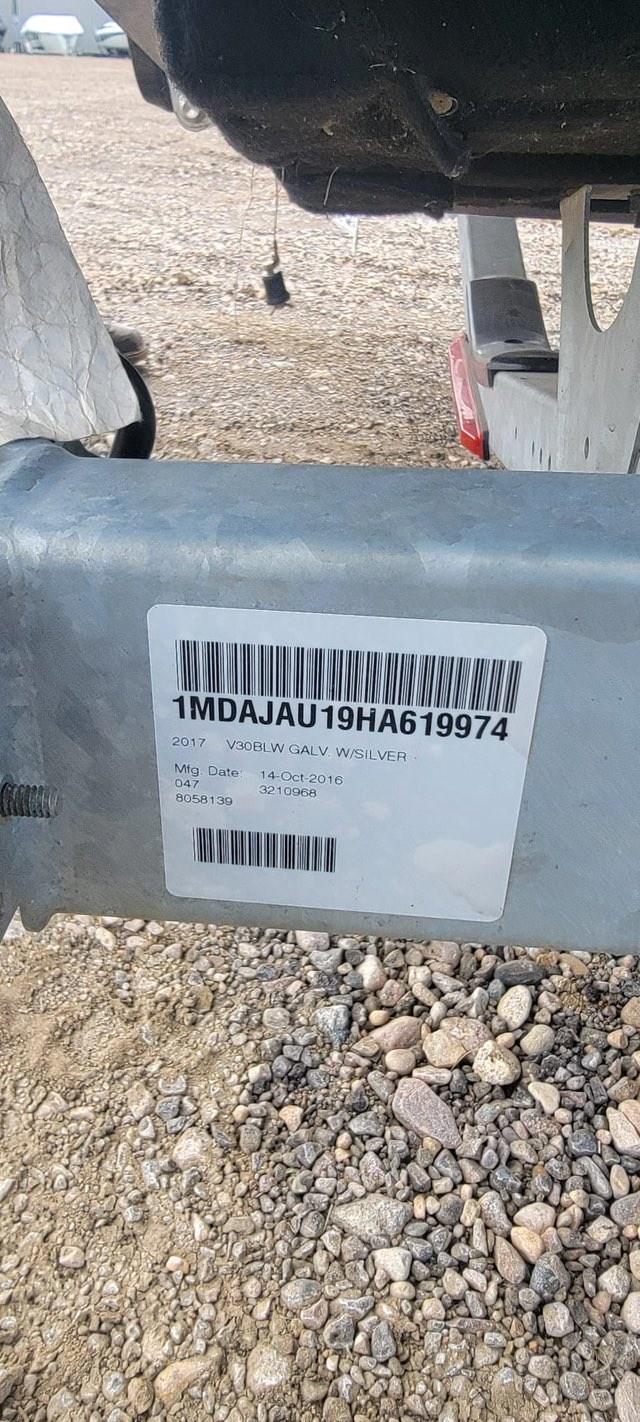 1MDAJAU19HA619974
2017 V30BLW GALV. W/SILVER
Mfg. Date: 14-Oct-2016
047 3210968
8058139